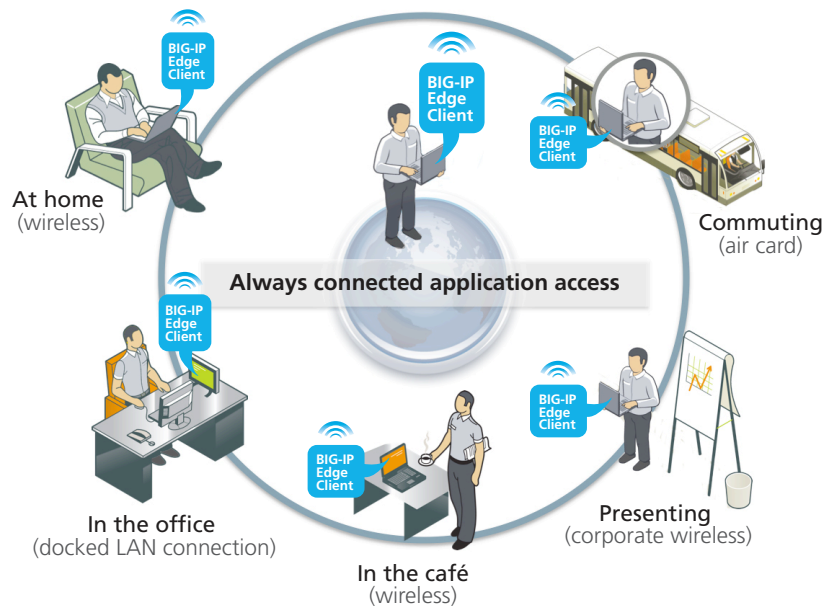 BIG-IP
Edge
Client
At home
(wireless)
BIG-IP
Edge
Client
BIG-IP
Edge
Client
Commuting
(air card)
Always connected application access
BIG-IP
Edge
Client
In the office
(docked LAN connection)
BIG-IP
Edge
Client
In the café
(wireless)
BIG-IP
Edge
Client
Presenting
(corporate wireless)